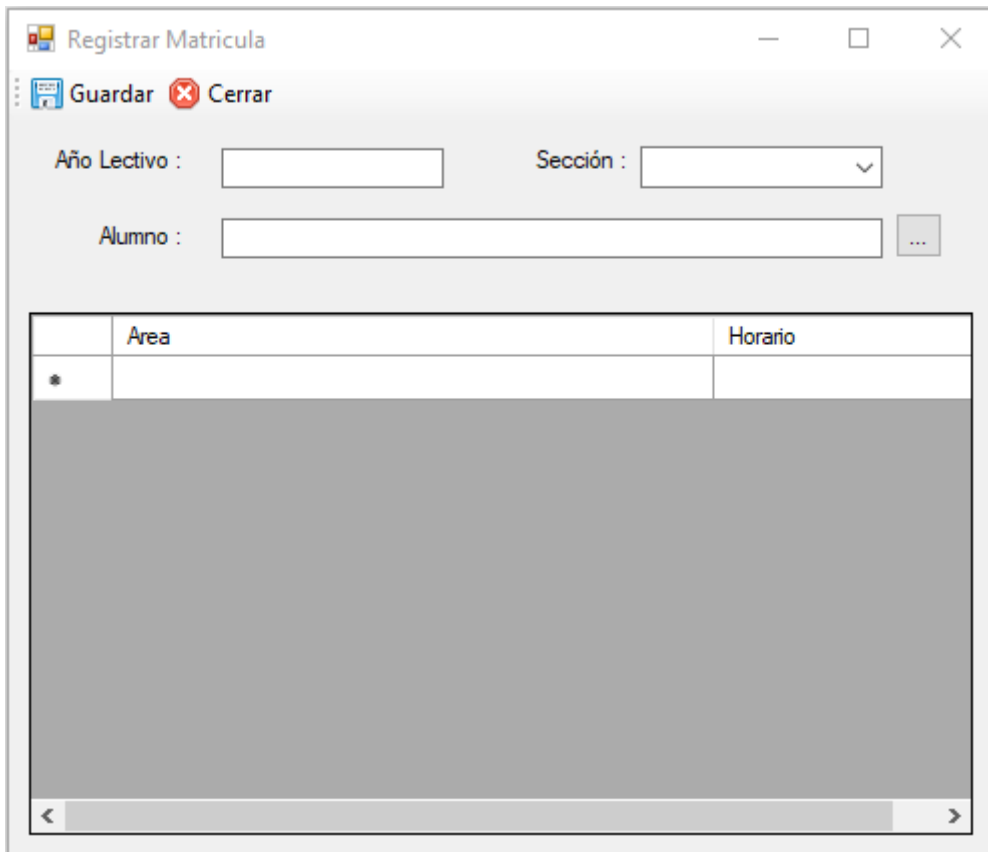 Registrar Matricula
Guardar Cerrar
Año Lectivo : Sección :
Alumno : ...
Area Horario